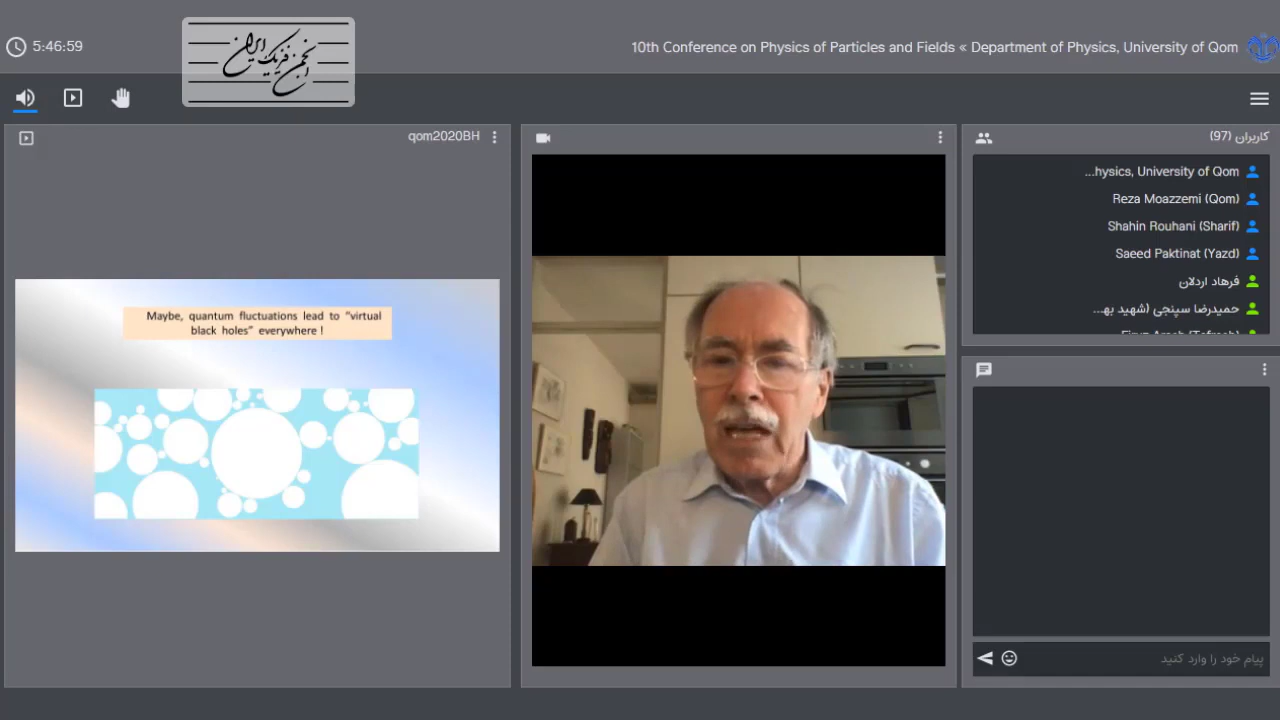 5:46:59
انجمن فیزیک ایران
10th Conference on Physics of Particles and Fields « Department of Physics, University of Qom
qom2020BH
Maybe, quantum fluctuations lead to “virtual
black holes” everywhere !
کاربران (97)
...hysics, University of Qom
Reza Moazzemi (Qom)
Shahin Rouhani (Sharif)
Saeed Paktinat (Yazd)
فرهاد اردلان
حمیدرضا سپنجی (شهید به...
پیام خود را وارد کنید